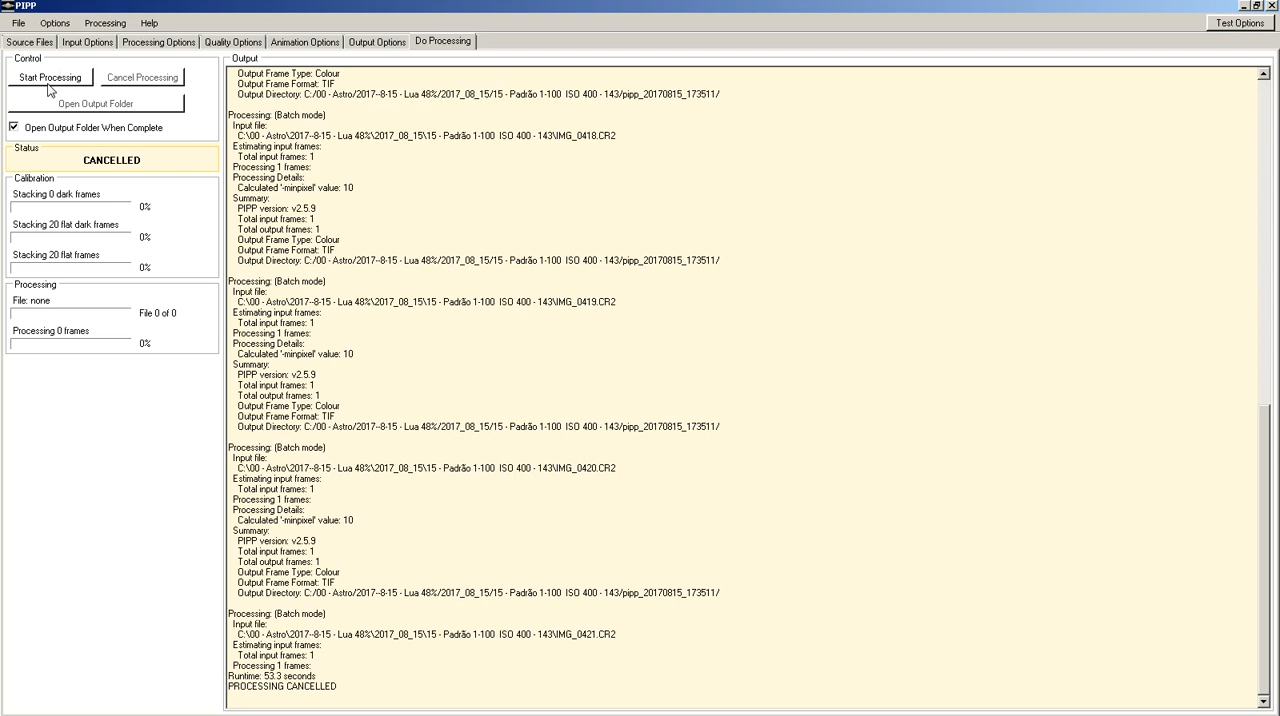 PIPP
File Options Processing Help
Test Options
Source Files Input Options Processing Options Quality Options Animation Options Output Options Do Processing
Control
Start Processing Cancel Processing
Open Output Folder
Open Output Folder When Complete
Status
CANCELLED
Calibration
Stacking 0 dark frames
0%
Stacking 20 flat dark frames
0%
Stacking 20 flat frames
0%
Processing
File: none
File 0 of 0
Processing 0 frames
0%
Output
Output Frame Type: Colour
Output Frame Format: TIF
Output Directory: C:/00 - Astro/2017--8-15 - Lua 48%/2017_08_15/15 - Padrão 1-100 ISO 400 - 143/pipp_20170815_173511/
Processing: (Batch mode)
Input file:
C:\00 - Astro\2017--8-15 - Lua 48%\2017_08_15\15 - Padrão 1-100 ISO 400 - 143\IMG_0418.CR2
Estimating input frames:
Total input frames: 1
Processing 1 frames:
Processing Details:
Calculated '-minpixel' value: 10
Summary:
PIPP version: v2.5.9
Total input frames: 1
Total output frames: 1
Output Frame Type: Colour
Output Frame Format: TIF
Output Directory: C:/00 - Astro/2017--8-15 - Lua 48%/2017_08_15/15 - Padrão 1-100 ISO 400 - 143/pipp_20170815_173511/
Processing: (Batch mode)
Input file:
C:\00 - Astro\2017--8-15 - Lua 48%\2017_08_15\15 - Padrão 1-100 ISO 400 - 143\IMG_0419.CR2
Estimating input frames:
Total input frames: 1
Processing 1 frames:
Processing Details:
Calculated '-minpixel' value: 10
Summary:
PIPP version: v2.5.9
Total input frames: 1
Total output frames: 1
Output Frame Type: Colour
Output Frame Format: TIF
Output Directory: C:/00 - Astro/2017--8-15 - Lua 48%/2017_08_15/15 - Padrão 1-100 ISO 400 - 143/pipp_20170815_173511/
Processing: (Batch mode)
Input file:
C:\00 - Astro\2017--8-15 - Lua 48%\2017_08_15\15 - Padrão 1-100 ISO 400 - 143\IMG_0420.CR2
Estimating input frames:
Total input frames: 1
Processing 1 frames:
Processing Details:
Calculated '-minpixel' value: 10
Summary:
PIPP version: v2.5.9
Total input frames: 1
Total output frames: 1
Output Frame Type: Colour
Output Frame Format: TIF
Output Directory: C:/00 - Astro/2017--8-15 - Lua 48%/2017_08_15/15 - Padrão 1-100 ISO 400 - 143/pipp_20170815_173511/
Processing: (Batch mode)
Input file:
C:\00 - Astro\2017--8-15 - Lua 48%\2017_08_15\15 - Padrão 1-100 ISO 400 - 143\IMG_0421.CR2
Estimating input frames:
Total input frames: 1
Processing 1 frames:
Runtime: 53.3 seconds
PROCESSING CANCELLED